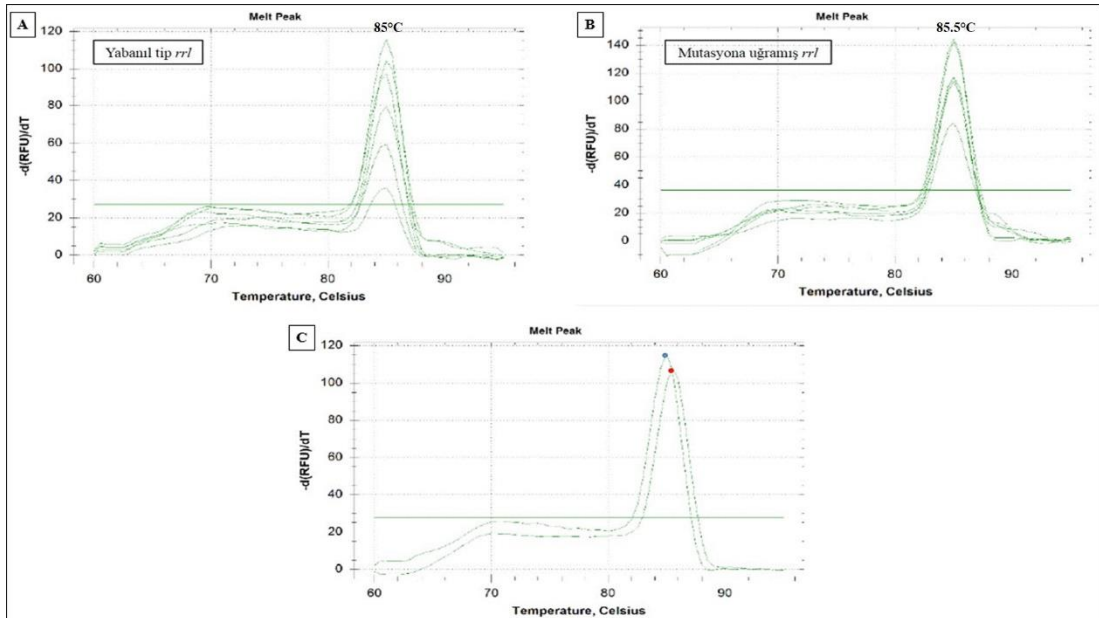 A
Melt Peak
85°C
Yabanıl tip rrl
120
100
80
60
40
20
0
-d(RFU)/dT
60
70
80
90
Temperature, Celsius
B
Melt Peak
85.5°C
Mutasyona uğramış rrl
140
120
100
80
60
40
20
0
-d(RFU)/dT
60
70
80
90
Temperature, Celsius
C
Melt Peak
120
100
80
60
40
20
0
-d(RFU)/dT
60
70
80
90
Temperature, Celsius